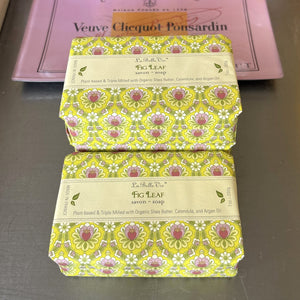 Veuve Clicquot Ponsardin
La Belle Vie™
FIG LEAF
savon - soap
Plant-based & Triple Milled with Organic Shea Butter, Calendula, and Argan Oil
La Belle Vie™
FIG LEAF
savon - soap
Plant-based & Triple Milled with Organic Shea Butter, Calendula, and Argan Oil